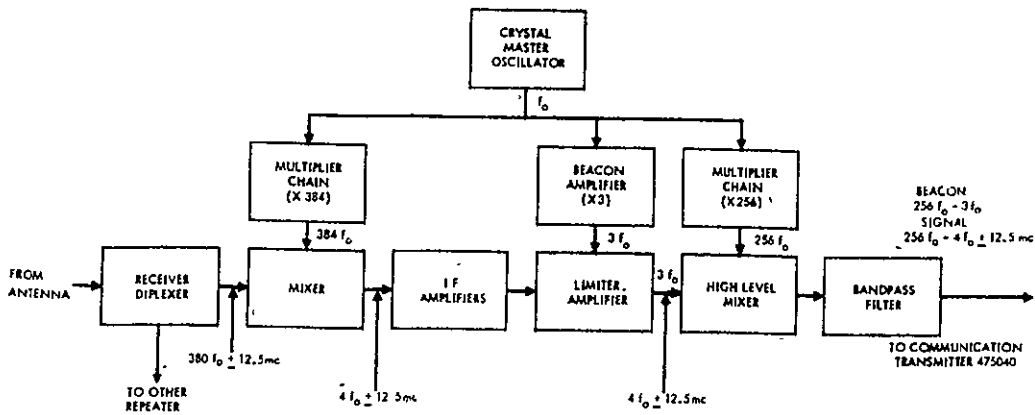 CRYSTAL
MASTER
OSCILLATOR
f₀
MULTIPLIER
CHAIN
(X 384)
BEACON
AMPLIFIER
(X3)
MULTIPLIER
CHAIN
(X256)
BEACON
256 f₀ - 3 f₀
SIGNAL
256 f₀ - 4 f₀ ± 12.5 mc
384 f₀
3 f₀
256 f₀
FROM
ANTENNA
RECEIVER
DIPLEXER
MIXER
I F
AMPLIFIERS
LIMITER.
AMPLIFIER
3 f₀
HIGH LEVEL
MIXER
BANDPASS
FILTER
380 f₀ ± 12.5mc
4 f₀ ± 12 5mc
4 f₀ ± 12.5mc
TO OTHER
REPEATER
TO COMMUNICATION
TRANSMITTER 475040